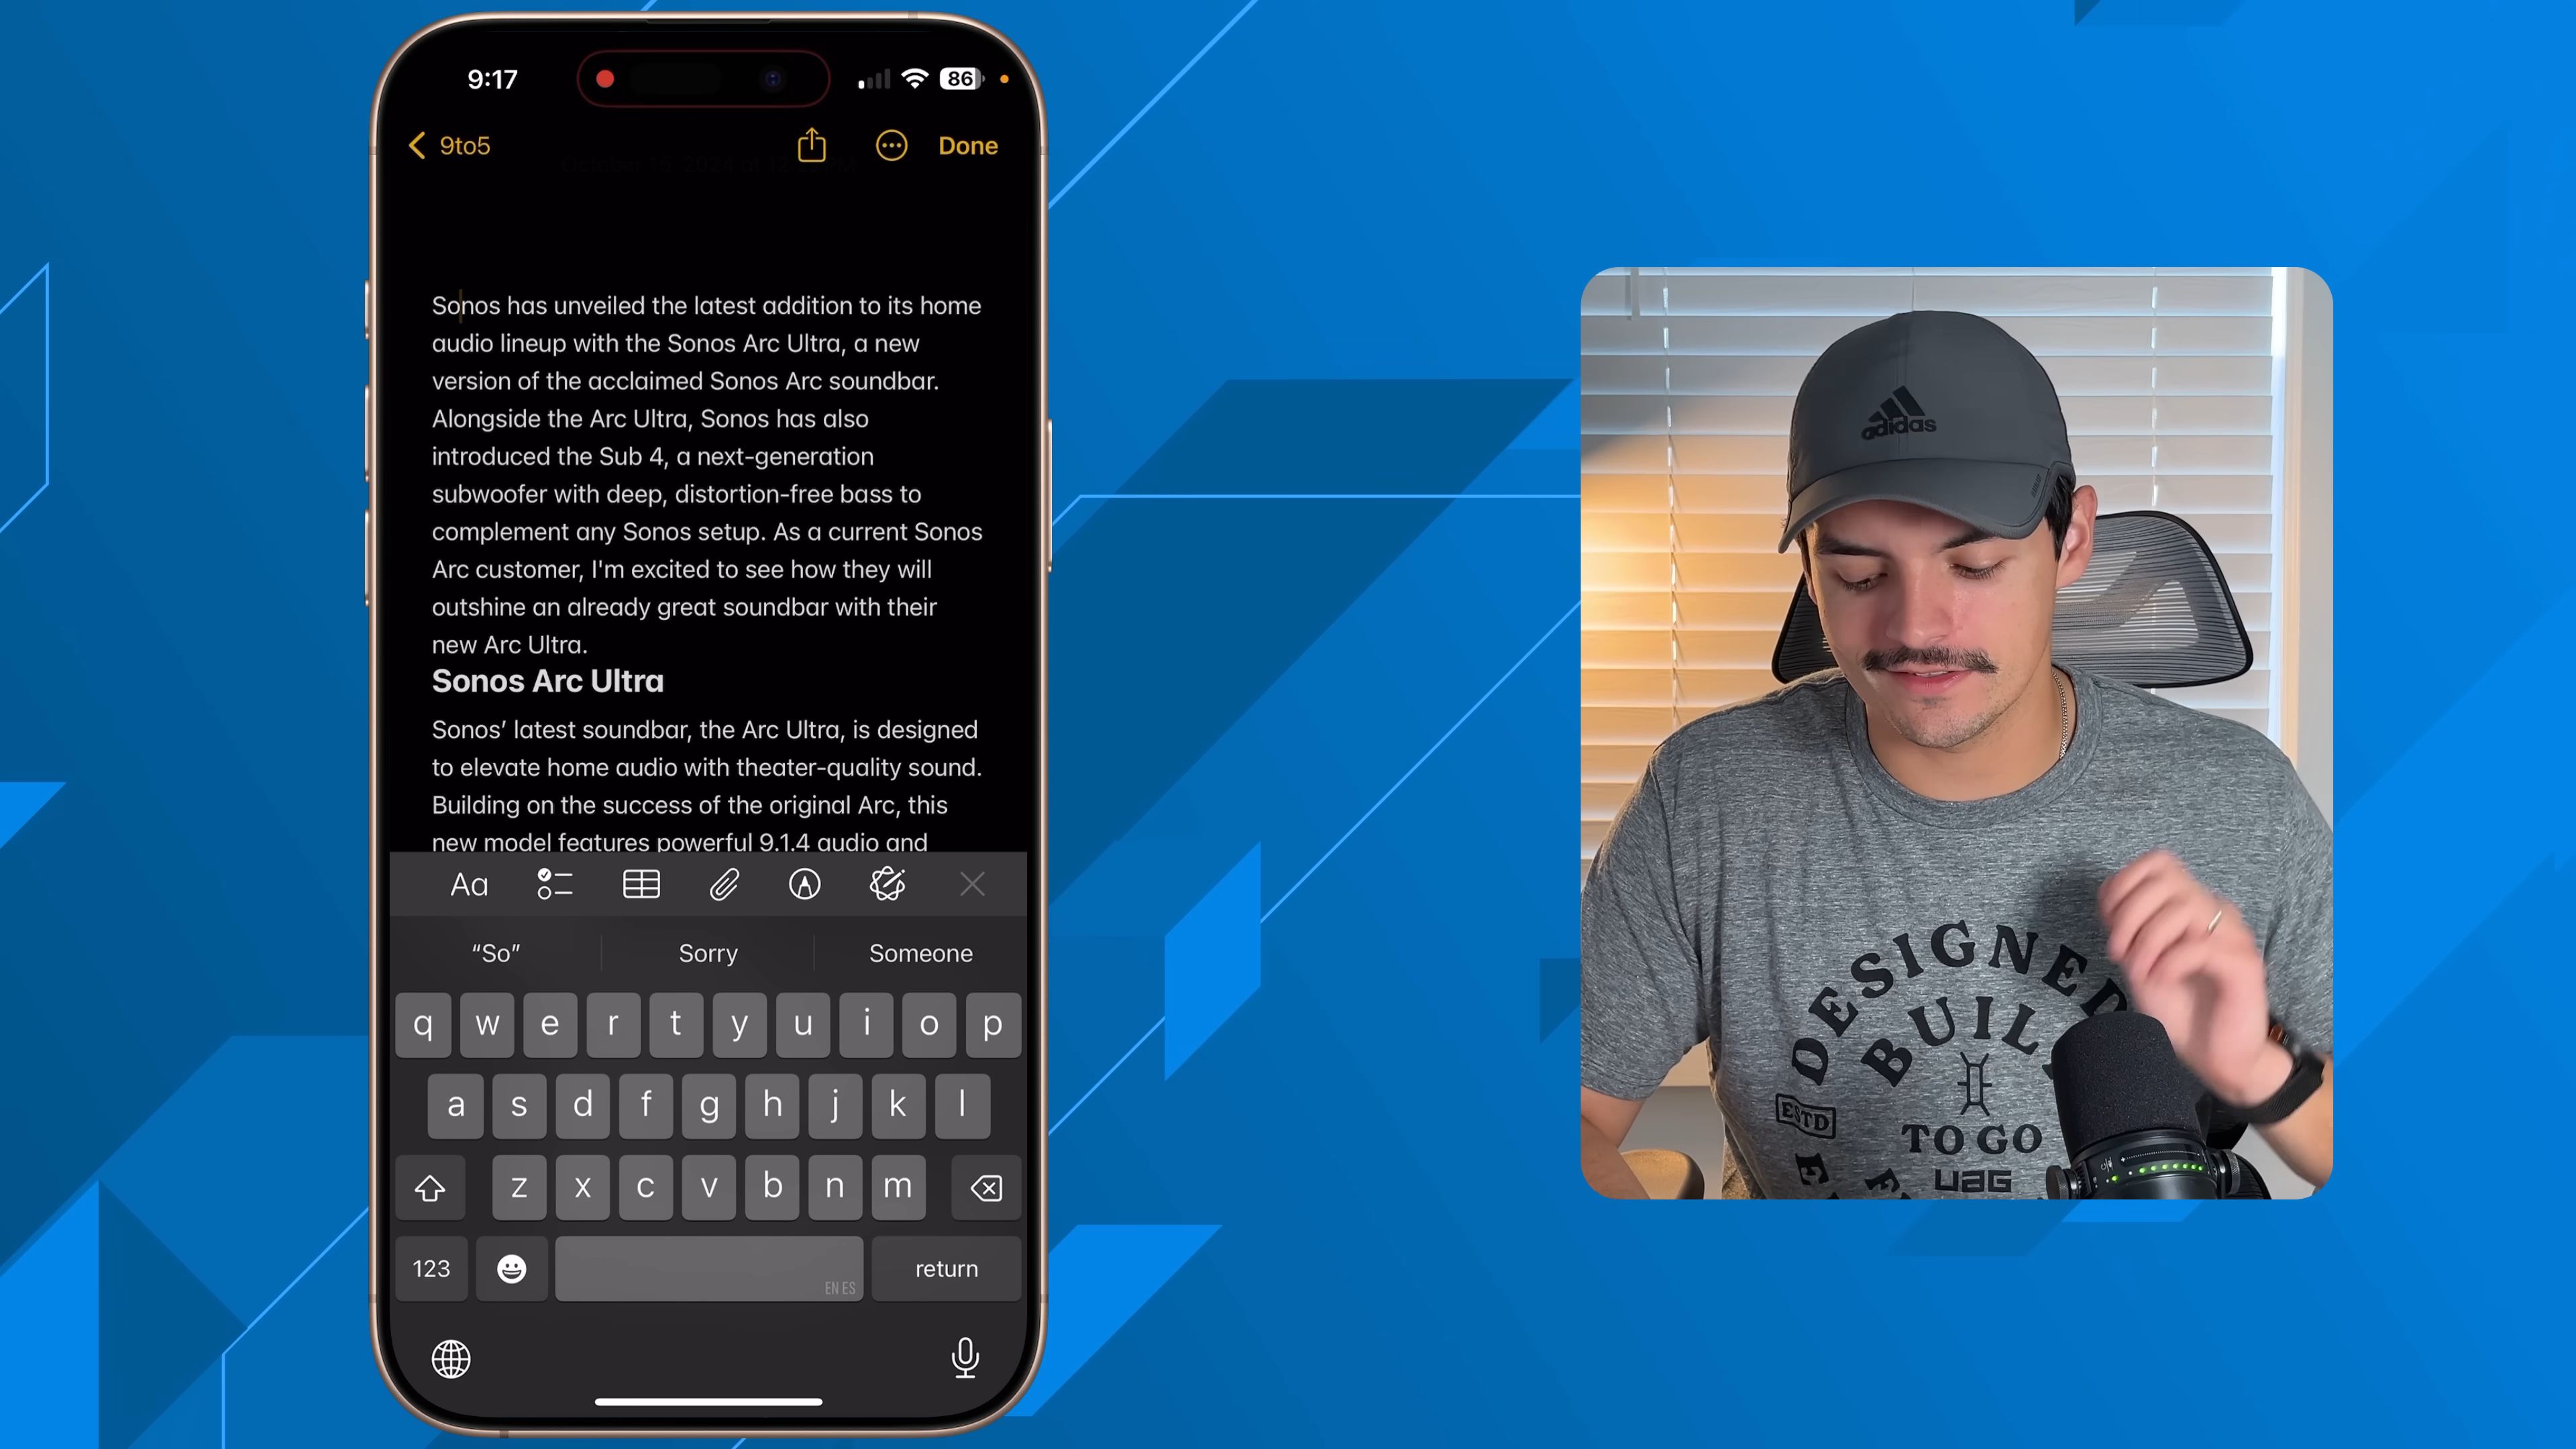 9:17
86
9to5
Done
Sonos has unveiled the latest addition to its home
audio lineup with the Sonos Arc Ultra, a new
version of the acclaimed Sonos Arc soundbar.
Alongside the Arc Ultra, Sonos has also
introduced the Sub 4, a next-generation
subwoofer with deep, distortion-free bass to
complement any Sonos setup. As a current Sonos
Arc customer, I'm excited to see how they will
outshine an already great soundbar with their
new Arc Ultra.
Sonos Arc Ultra
Sonos’ latest soundbar, the Arc Ultra, is designed
to elevate home audio with theater-quality sound.
Building on the success of the original Arc, this
new model features powerful 9.1.4 audio and
Aa
“So” Sorry Someone
q w e r t y u i o p
a s d f g h j k l
z x c v b n m
123 EN ES return
adidas
DESIGNED
BUIL
ESTD
TO GO
UAG